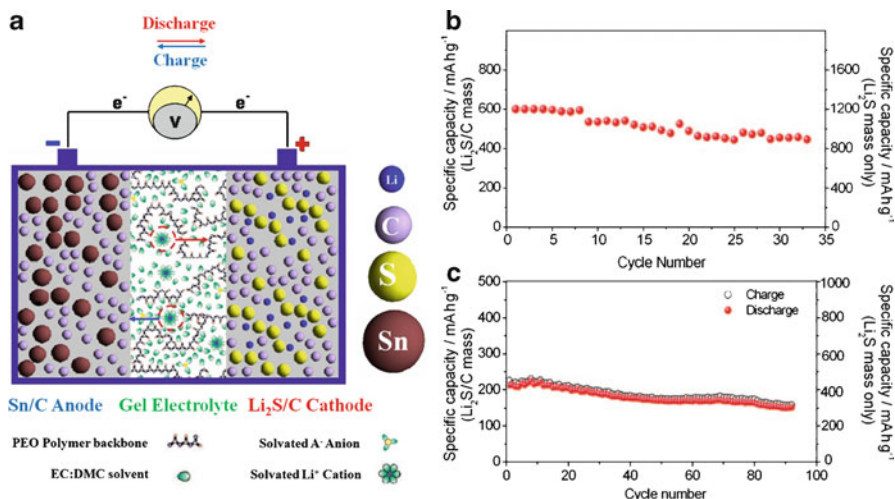 a
Discharge
Charge
e⁻
V
e⁻
Li
C
S
Sn
Sn/C Anode
Gel Electrolyte
Li₂S/C Cathode
PEO Polymer backbone
Solvated A⁻ Anion
EC:DMC solvent
Solvated Li⁺ Cation
b
Specific capacity / mAhg⁻¹
(Li₂S/C mass)
800
600
400
200
0
0 5 10 15 20 25 30 35
Cycle Number
1600
1200
800
400
0
Specific capacity / mAhg⁻¹
(Li₂S mass only)
c
Specific capacity / mAhg⁻¹
(Li₂S/C mass)
500
400
300
200
100
0
0 20 40 60 80 100
Cycle number
Charge
Discharge
1000
800
600
400
200
0
Specific capacity / mAhg⁻¹
(Li₂S mass only)